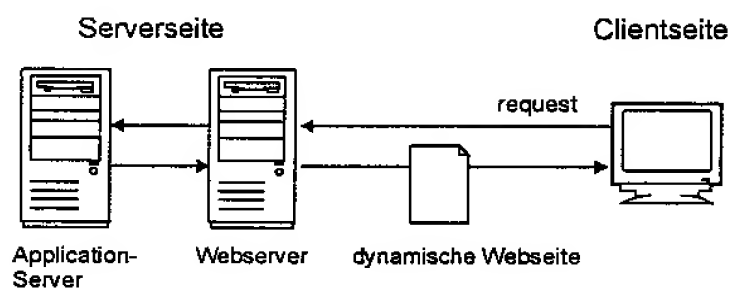 Serverseite
Clientseite
request
Application-
Server
Webserver
dynamische Webseite